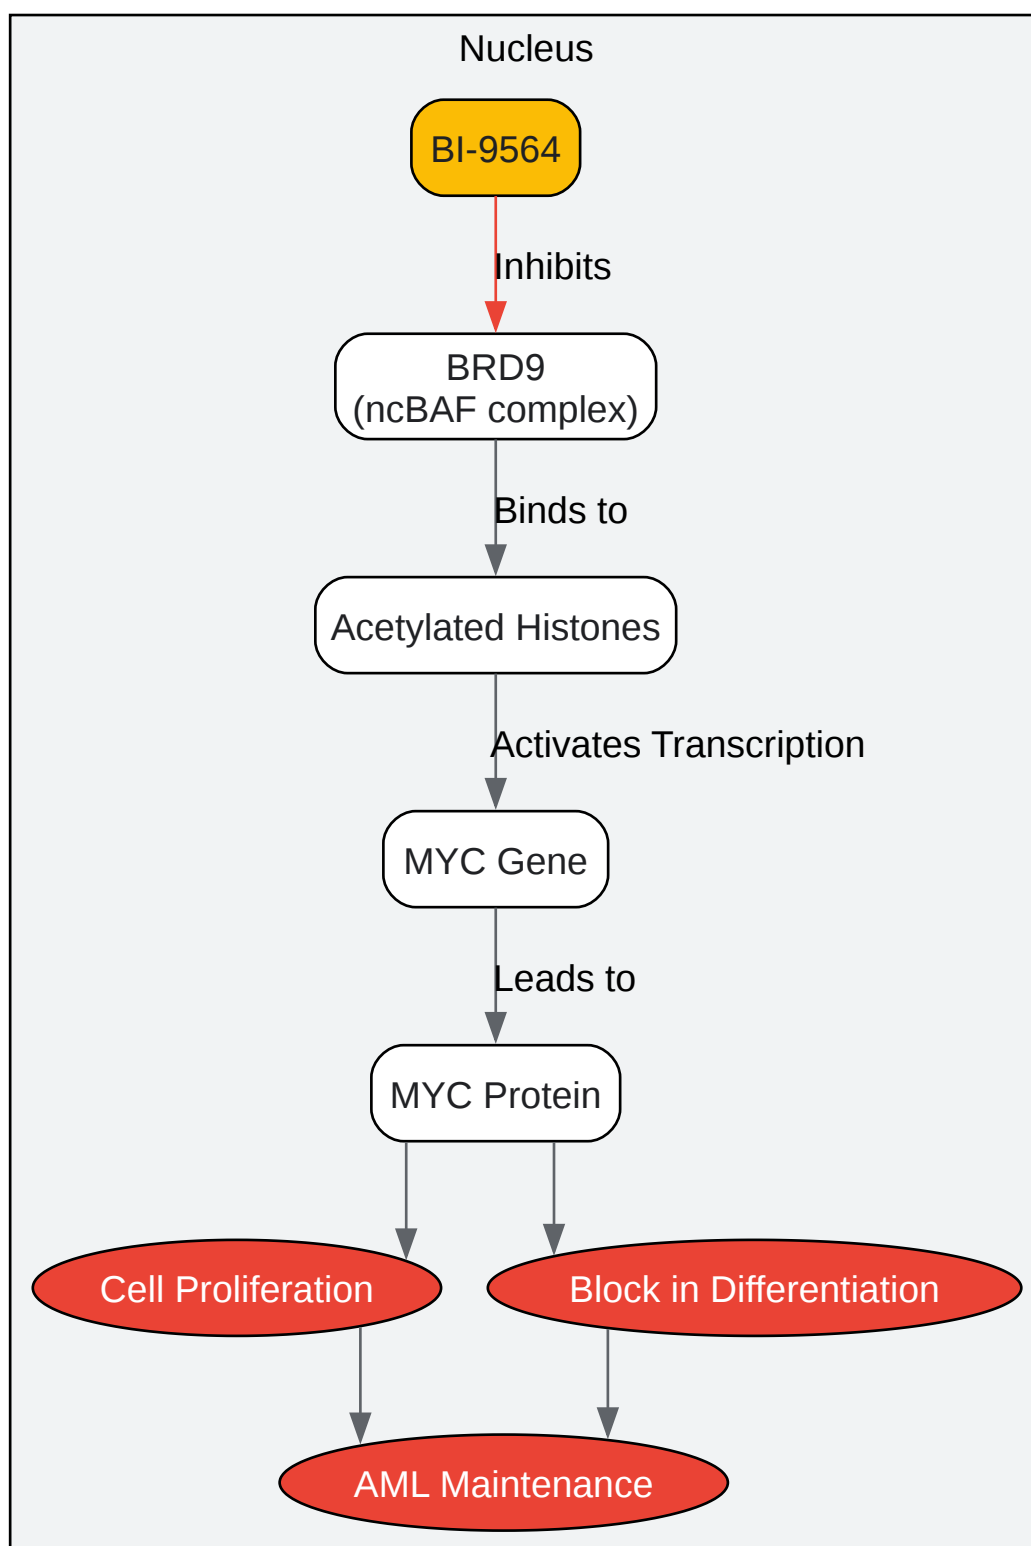 Nucleus
BI-9564
Inhibits
BRD9
(ncBAF complex)
Binds to
Acetylated Histones
Activates Transcription
MYC Gene
Leads to
MYC Protein
Cell Proliferation
Block in Differentiation
AML Maintenance